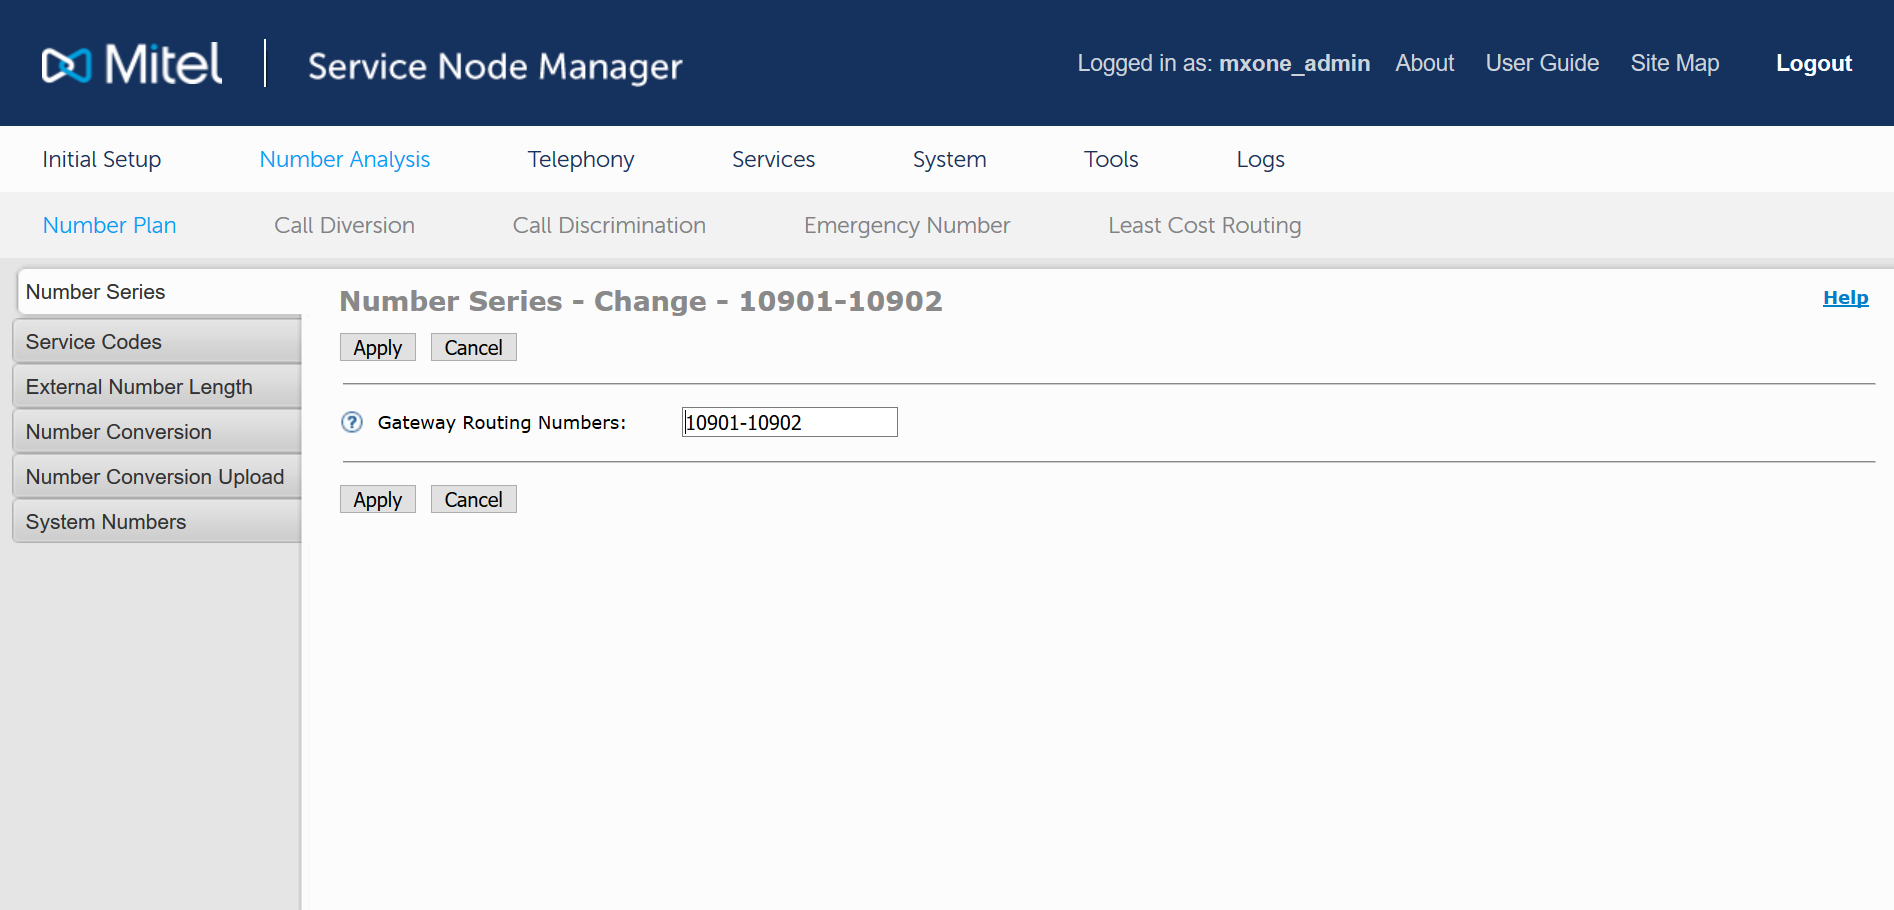 Mitel Service Node Manager Logged in as: mxone_admin About User Guide Site Map Logout
Initial Setup Number Analysis Telephony Services System Tools Logs
Number Plan Call Diversion Call Discrimination Emergency Number Least Cost Routing
Number Series
Service Codes
External Number Length
Number Conversion
Number Conversion Upload
System Numbers
Number Series - Change - 10901-10902 Help
Apply Cancel
? Gateway Routing Numbers: 10901-10902
Apply Cancel